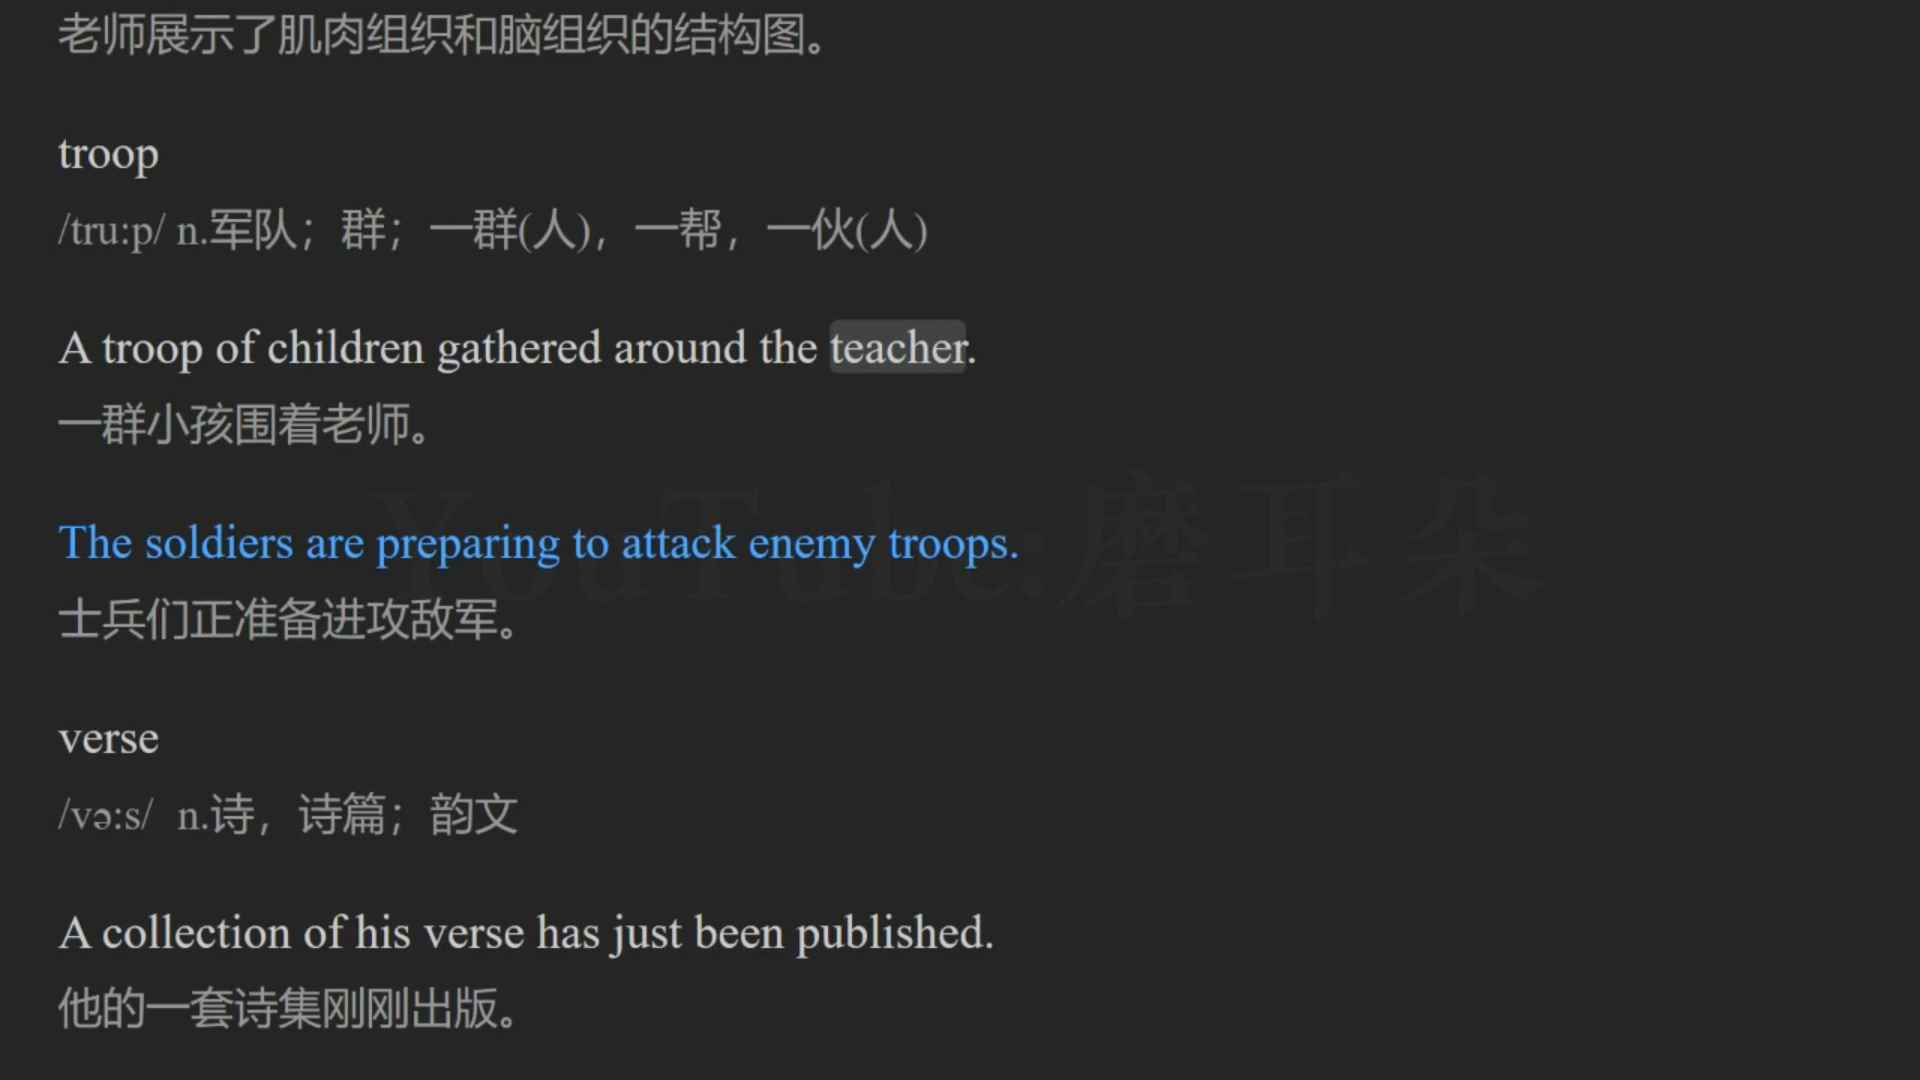 老师展示了肌肉组织和脑组织的结构图。
troop
/tru:p/ n.军队；群；一群(人)，一帮，一伙(人)
A troop of children gathered around the teacher.
一群小孩围着老师。
The soldiers are preparing to attack enemy troops.
士兵们正准备进攻敌军。
YouTube:磨耳朵
verse
/və:s/ n.诗，诗篇；韵文
A collection of his verse has just been published.
他的一套诗集刚刚出版。